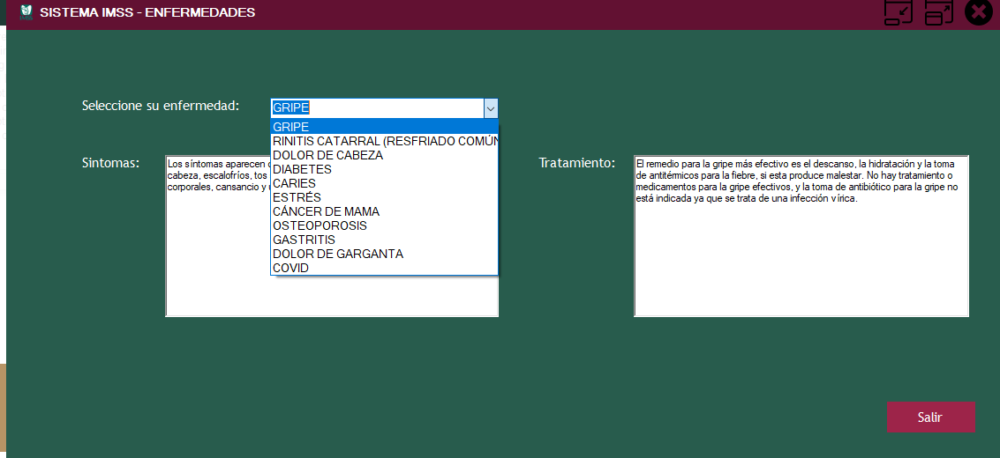 SISTEMA IMSS - ENFERMEDADES
Seleccione su enfermedad:
GRIPE
GRIPE
RINITIS CATARRAL (RESFRIADO COMÚN
DOLOR DE CABEZA
DIABETES
CARIES
ESTRÉS
CÁNCER DE MAMA
OSTEOPOROSIS
GASTRITIS
DOLOR DE GARGANTA
COVID
Sintomas:
Los síntomas aparecen
cabeza, escalofríos, tos
corporales, cansancio y
Tratamiento:
El remedio para la gripe más efectivo es el descanso, la hidratación y la toma
de antitérmicos para la fiebre, si esta produce malestar. No hay tratamiento o
medicamentos para la gripe efectivos, y la toma de antibiótico para la gripe no
está indicada ya que se trata de una infección vírica.
Salir